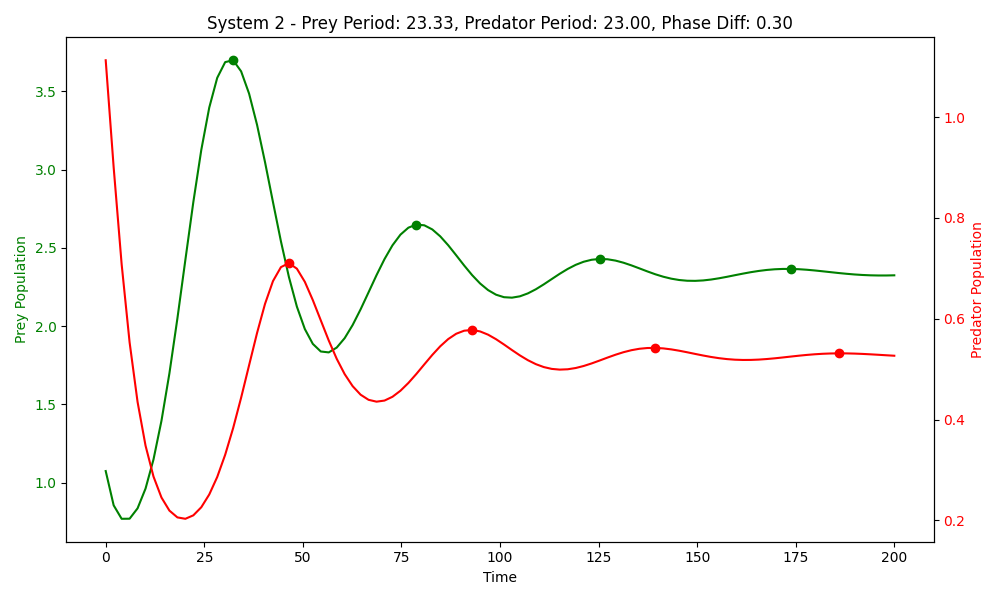 System 2 - Prey Period: 23.33, Predator Period: 23.00, Phase Diff: 0.30
Prey Population
3.5
3.0
2.5
2.0
1.5
1.0
1.0
0.8
0.6
0.4
0.2
Predator Population
0 25 50 75 100 125 150 175 200
Time